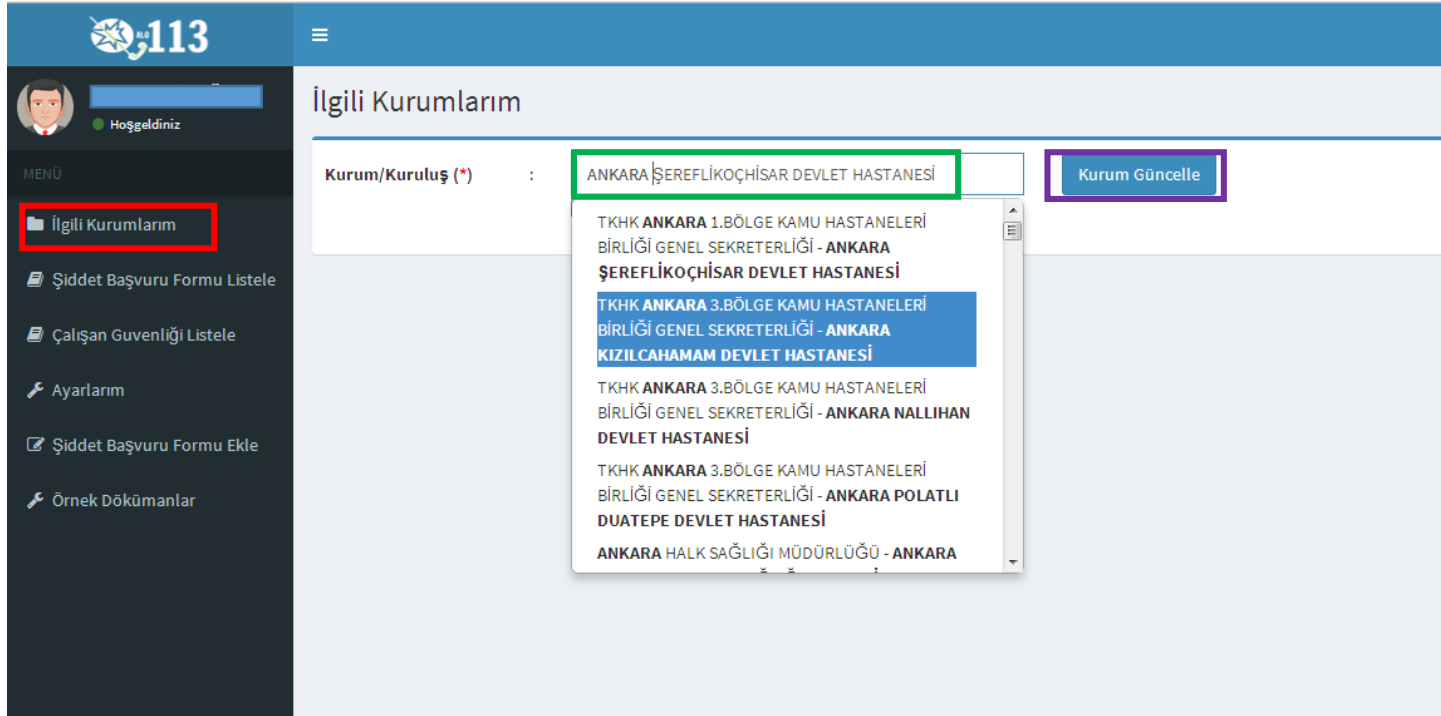 ALO 113
Hoşgeldiniz
MENÜ
İlgili Kurumlarım
Şiddet Başvuru Formu Listele
Çalışan Guvenliği Listele
Ayarlarım
Şiddet Başvuru Formu Ekle
Örnek Dökümanlar
İlgili Kurumlarım
Kurum/Kuruluş (*) :
ANKARA ŞEREFLİKOÇHİSAR DEVLET HASTANESİ
Kurum Güncelle
TKHK ANKARA 1.BÖLGE KAMU HASTANELERİ
BİRLİĞİ GENEL SEKRETERLİĞİ - ANKARA
ŞEREFLİKOÇHİSAR DEVLET HASTANESİ
TKHK ANKARA 3.BÖLGE KAMU HASTANELERİ
BİRLİĞİ GENEL SEKRETERLİĞİ - ANKARA
KIZILCAHAMAM DEVLET HASTANESİ
TKHK ANKARA 3.BÖLGE KAMU HASTANELERİ
BİRLİĞİ GENEL SEKRETERLİĞİ - ANKARA NALLIHAN
DEVLET HASTANESİ
TKHK ANKARA 3.BÖLGE KAMU HASTANELERİ
BİRLİĞİ GENEL SEKRETERLİĞİ - ANKARA POLATLI
DUATEPE DEVLET HASTANESİ
ANKARA HALK SAĞLIĞI MÜDÜRLÜĞÜ - ANKARA